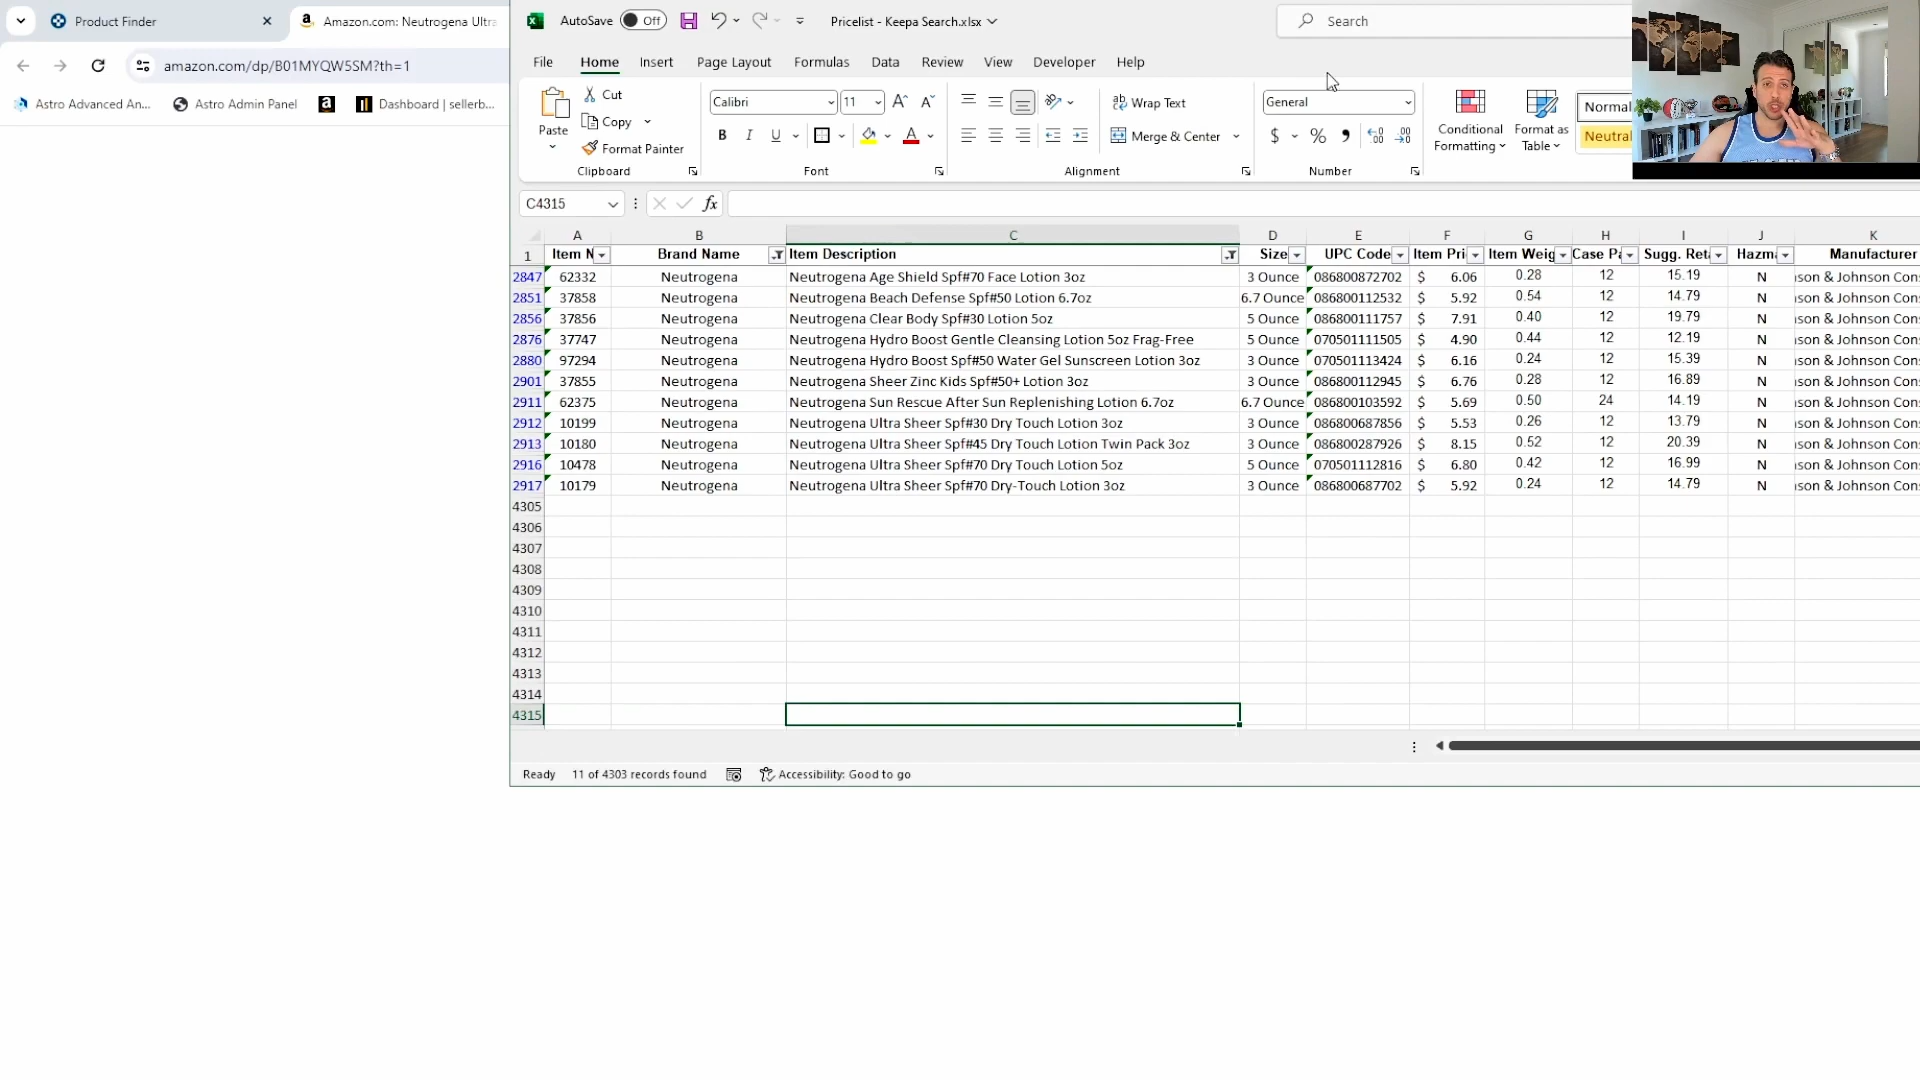 Product Finder
Amazon.com: Neutrogena Ultra
amazon.com/dp/B01MYQW5SM?th=1
Astro Advanced An...
Astro Admin Panel
Dashboard | sellerb...
AutoSave
Off
Pricelist - Keepa Search.xlsx
Search
File
Home
Insert
Page Layout
Formulas
Data
Review
View
Developer
Help
Paste
Cut
Copy
Format Painter
Clipboard
Calibri
11
B I U
Font
Wrap Text
Merge & Center
Alignment
General
$ % ,
Number
Conditional
Formatting
Format as
Table
Normal
Neutral
C4315
fx
A B C D E F G H I J K
1 Brand Name Item Description Size UPC Code Manufacturer
2847 62332 Neutrogena Neutrogena Age Shield Spf#70 Face Lotion 3oz 3 Ounce 086800872702 $ 6.06 0.28 12 15.19 N
2851 37858 Neutrogena Neutrogena Beach Defense Spf#50 Lotion 6.7oz 6.7 Ounce 086800112532 $ 5.92 0.54 12 14.79 N
2856 37856 Neutrogena Neutrogena Clear Body Spf#30 Lotion 5oz 5 Ounce 086800111757 $ 7.91 0.40 12 19.79 N
2876 37747 Neutrogena Neutrogena Hydro Boost Gentle Cleansing Lotion 5oz Frag-Free 5 Ounce 070501111505 $ 4.90 0.44 12 12.19 N
2880 97294 Neutrogena Neutrogena Hydro Boost Spf#50 Water Gel Sunscreen Lotion 3oz 3 Ounce 070501113424 $ 6.16 0.24 12 15.39 N
2901 37855 Neutrogena Neutrogena Sheer Zinc Kids Spf#50+ Lotion 3oz 3 Ounce 086800112945 $ 6.76 0.28 12 16.89 N
2911 62375 Neutrogena Neutrogena Sun Rescue After Sun Replenishing Lotion 6.7oz 6.7 Ounce 086800103592 $ 5.69 0.50 24 14.19 N
2912 10199 Neutrogena Neutrogena Ultra Sheer Spf#30 Dry Touch Lotion 3oz 3 Ounce 086800687856 $ 5.53 0.26 12 13.79 N
2913 10180 Neutrogena Neutrogena Ultra Sheer Spf#45 Dry Touch Lotion Twin Pack 3oz 3 Ounce 086800287926 $ 8.15 0.52 12 20.39 N
2916 10478 Neutrogena Neutrogena Ultra Sheer Spf#70 Dry Touch Lotion 5oz 5 Ounce 070501112816 $ 6.80 0.42 12 16.99 N
2917 10179 Neutrogena Neutrogena Ultra Sheer Spf#70 Dry-Touch Lotion 3oz 3 Ounce 086800687702 $ 5.92 0.24 12 14.79 N
4305
4306
4307
4308
4309
4310
4311
4312
4313
4314
4315
Ready
11 of 4303 records found
Accessibility: Good to go